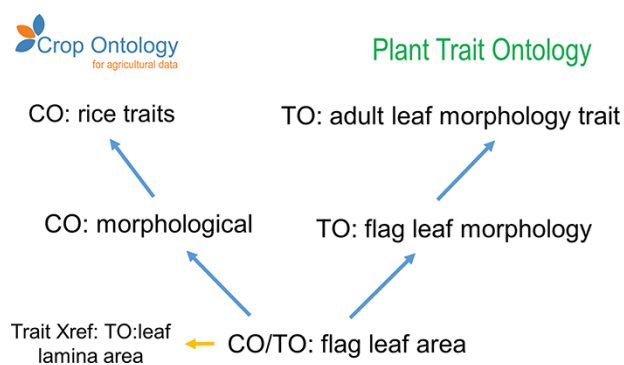 Crop Ontology
for agricultural data
Plant Trait Ontology
CO: rice traits
TO: adult leaf morphology trait
CO: morphological
TO: flag leaf morphology
Trait Xref: TO:leaf
lamina area
CO/TO: flag leaf area